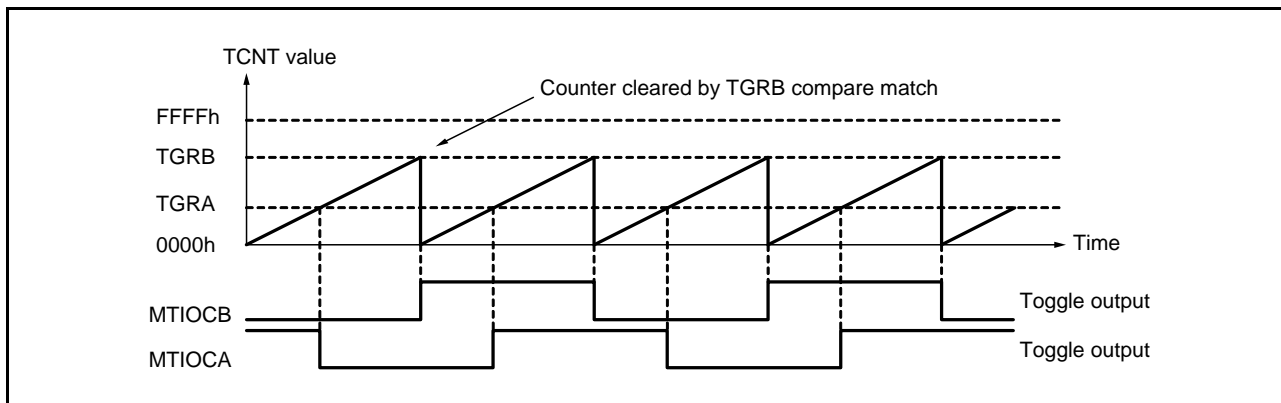 TCNT value
Counter cleared by TGRB compare match
FFFFh
TGRB
TGRA
0000h
Time
MTIOCB
Toggle output
MTIOCA
Toggle output